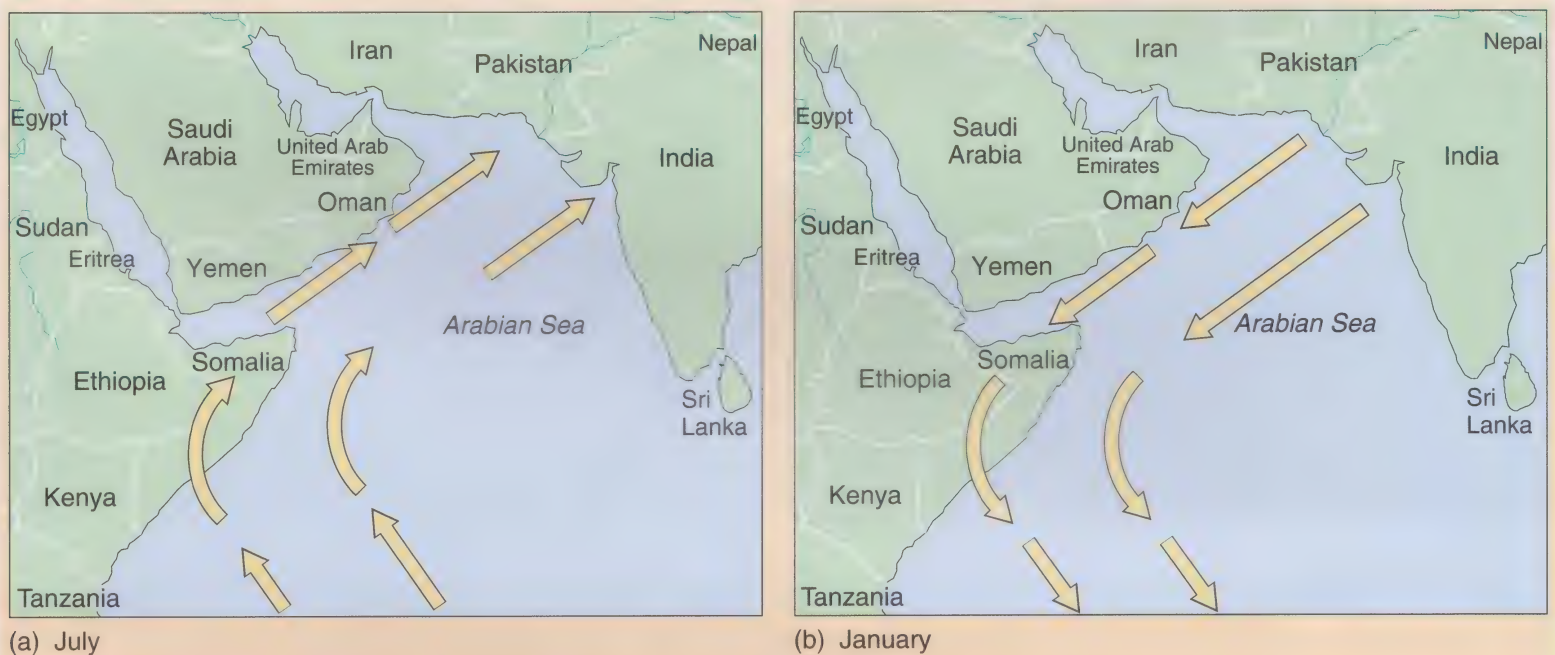 Iran
Nepal
Pakistan
Egypt
Saudi
Arabia
United Arab
Emirates
India
Oman
Sudan
Eritrea
Yemen
Arabian Sea
Somalia
Ethiopia
Sri
Lanka
Kenya
Tanzania
(a) July
Iran
Nepal
Pakistan
Egypt
Saudi
Arabia
United Arab
Emirates
India
Oman
Sudan
Eritrea
Yemen
Arabian Sea
Somalia
Ethiopia
Sri
Lanka
Kenya
Tanzania
(b) January